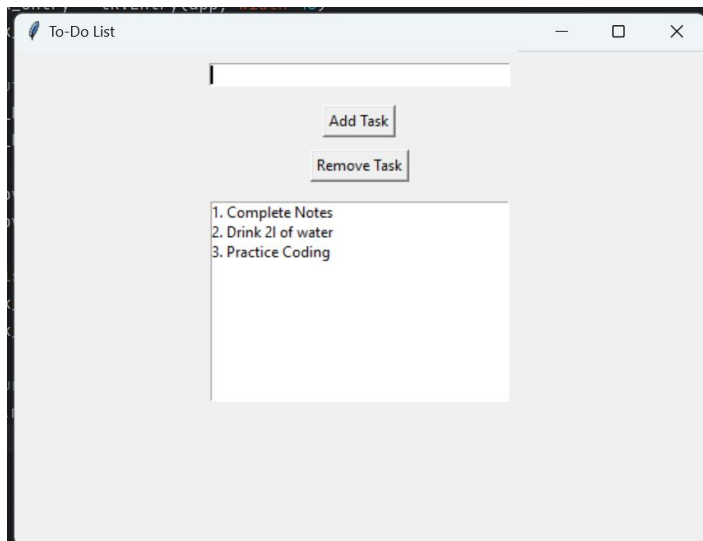 To-Do List
Add Task
Remove Task
1. Complete Notes
2. Drink 2l of water
3. Practice Coding